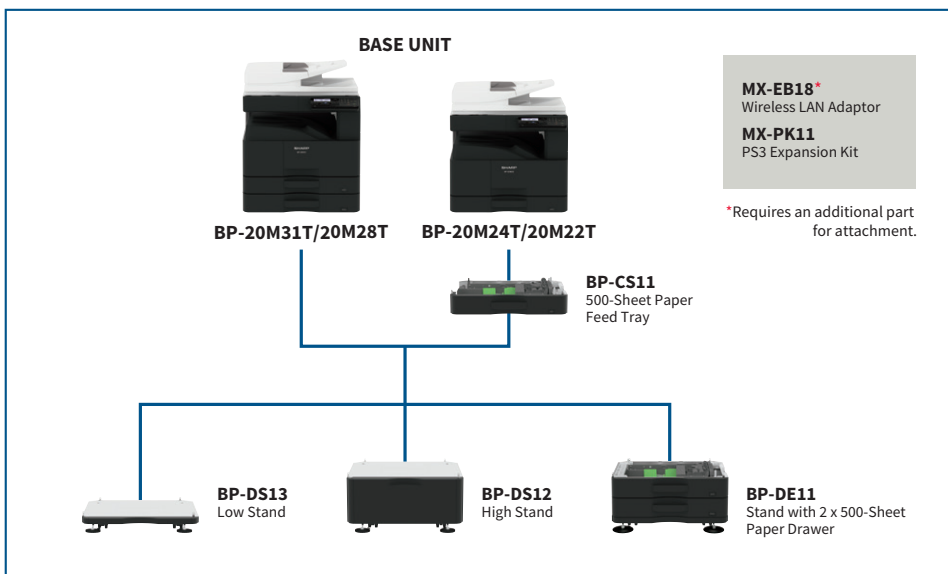 BASE UNIT
MX-EB18*
Wireless LAN Adaptor
MX-PK11
PS3 Expansion Kit
*Requires an additional part
for attachment.
BP-20M31T/20M28T
BP-20M24T/20M22T
BP-CS11
500-Sheet Paper
Feed Tray
BP-DS13
Low Stand
BP-DS12
High Stand
BP-DE11
Stand with 2 x 500-Sheet
Paper Drawer